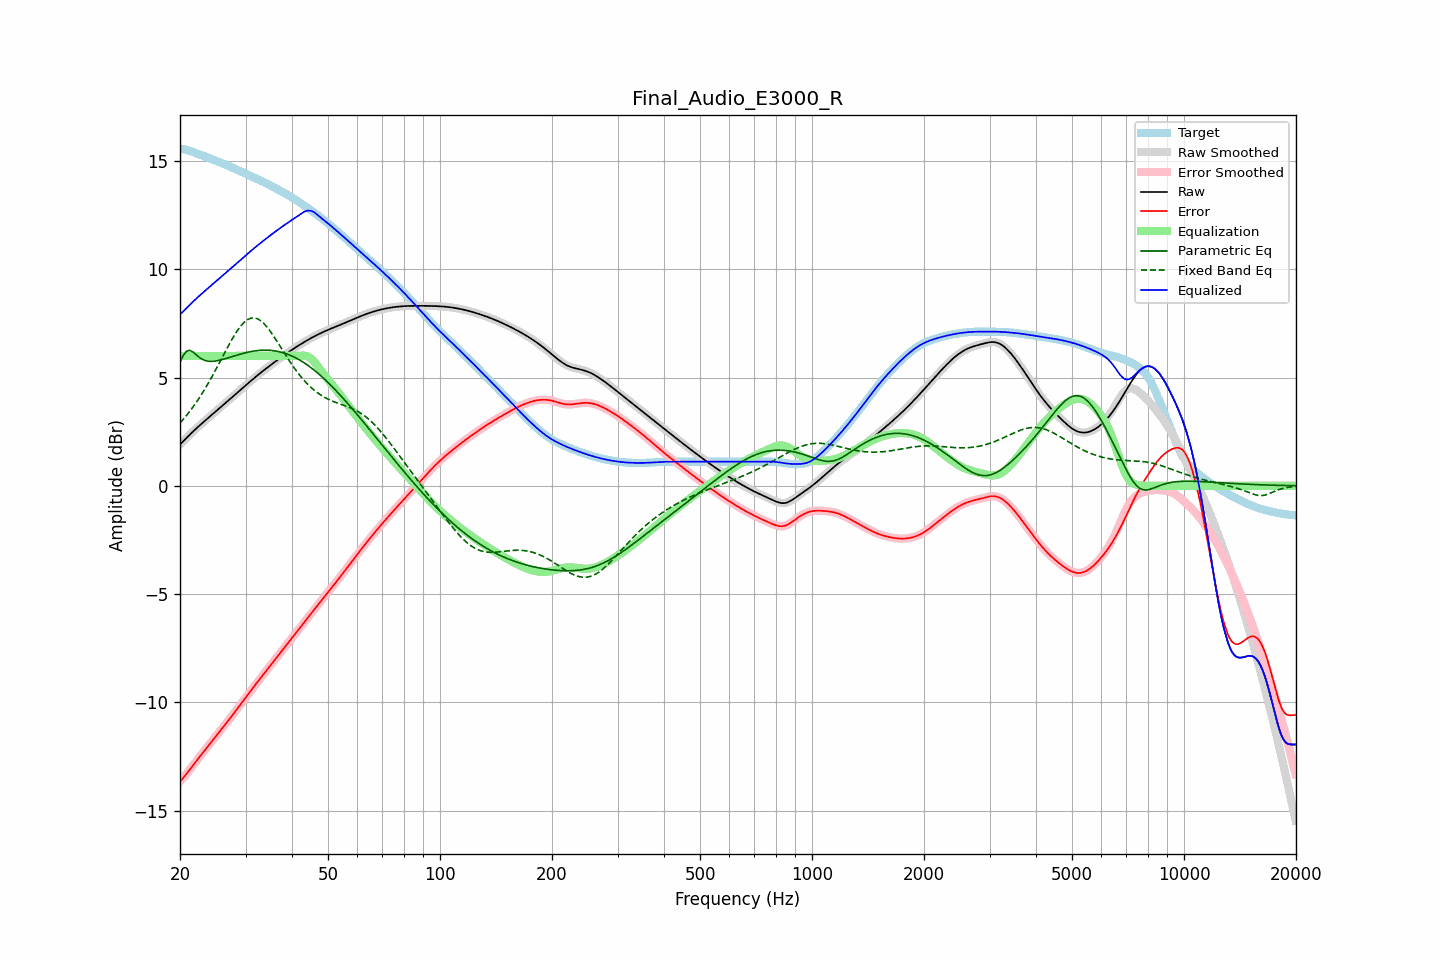 Final_Audio_E3000_R
Target
Raw Smoothed
Error Smoothed
Raw
Error
Equalization
Parametric Eq
Fixed Band Eq
Equalized
Amplitude (dBr)
15
10
5
0
−5
−10
−15
20 50 100 200 500 1000 2000 5000 10000 20000
Frequency (Hz)